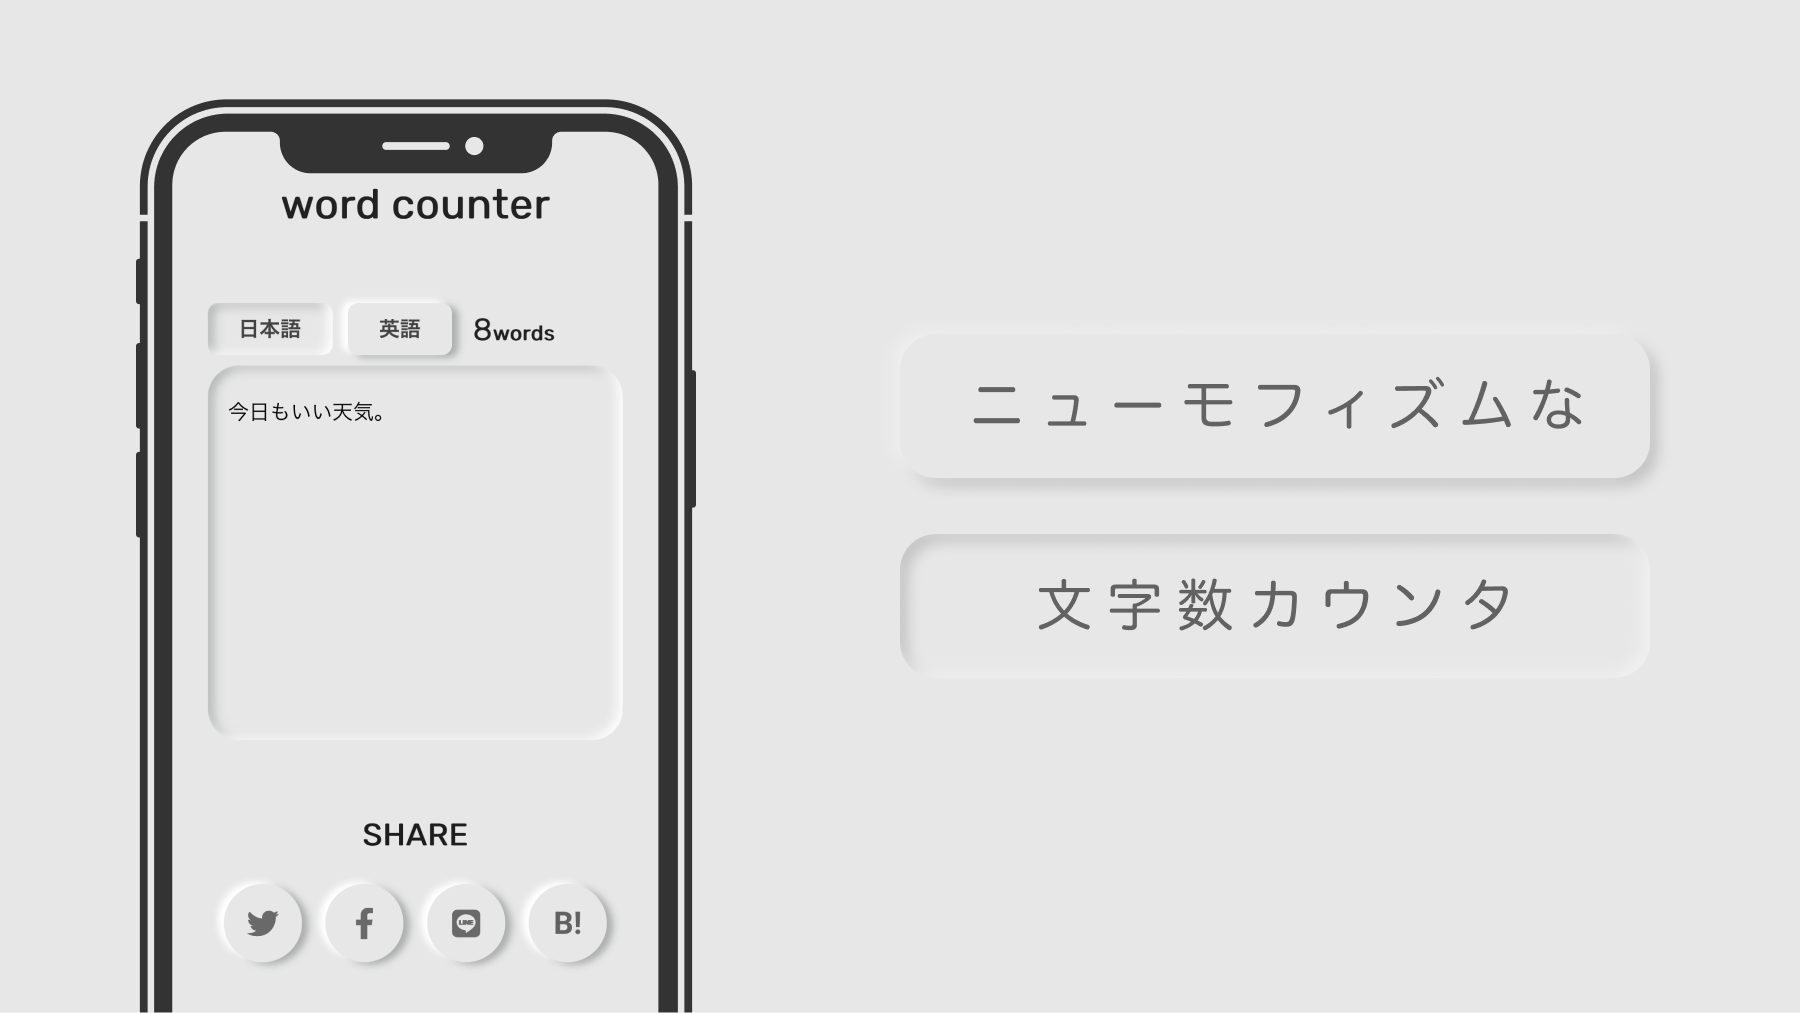 word counter
日本語 英語 8words
今日もいい天気。
SHARE
LINE
B!
ニューモフィズムな
文字数カウンタ